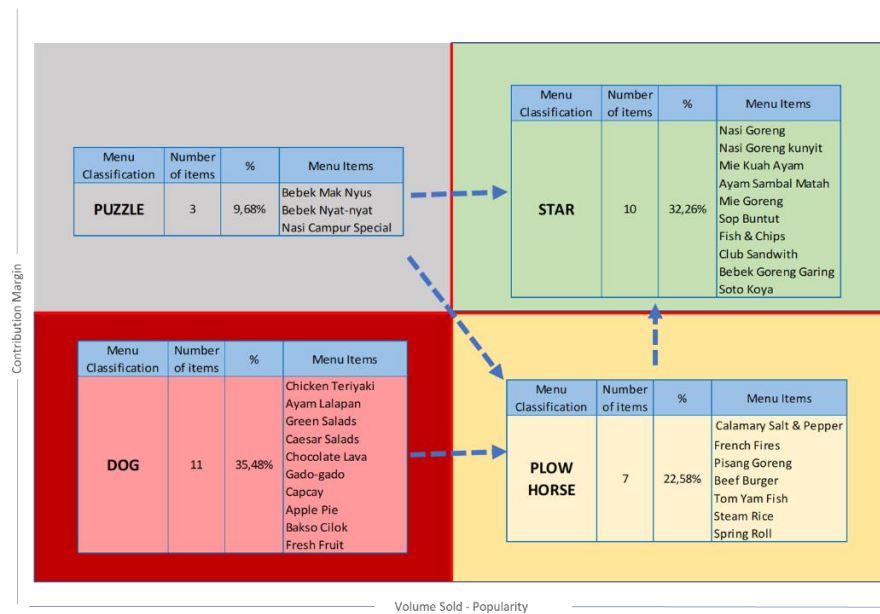 Contribution Margin
Menu Classification
Number of items
%
Menu Items
PUZZLE
3
9,68%
Bebek Mak Nyus
Bebek Nyat-nyat
Nasi Campur Special
Menu Classification
Number of items
%
Menu Items
STAR
10
32,26%
Nasi Goreng
Nasi Goreng kunyit
Mie Kuah Ayam
Ayam Sambal Matah
Mie Goreng
Sop Buntut
Fish & Chips
Club Sandwith
Bebek Goreng Garing
Soto Koya
Menu Classification
Number of items
%
Menu Items
DOG
11
35,48%
Chicken Teriyaki
Ayam Lalapan
Green Salads
Caesar Salads
Chocolate Lava
Gado-gado
Capcay
Apple Pie
Bakso Cilok
Fresh Fruit
Menu Classification
Number of items
%
Menu Items
PLOW HORSE
7
22,58%
Calamary Salt & Pepper
French Fires
Pisang Goreng
Beef Burger
Tom Yam Fish
Steam Rice
Spring Roll
Volume Sold - Popularity